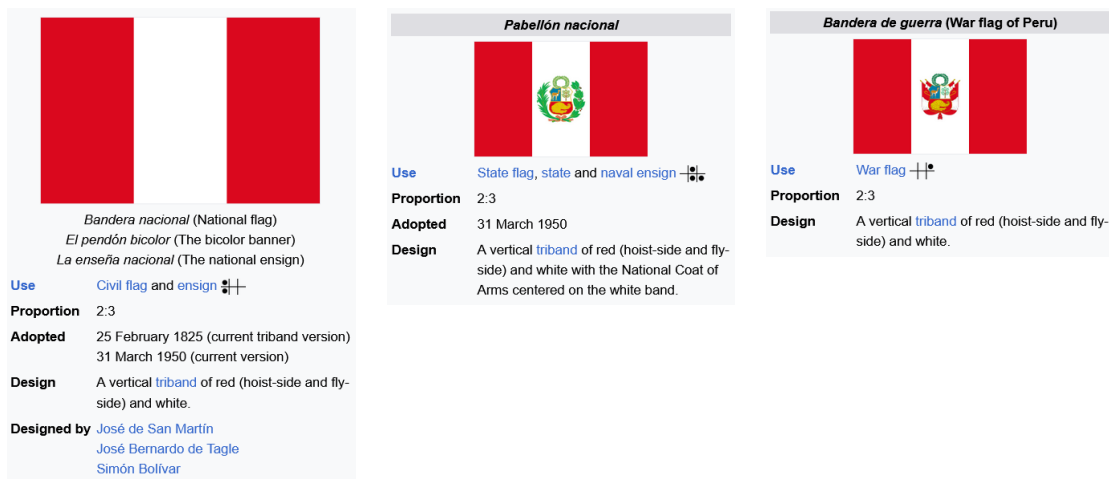 Bandera nacional (National flag)
El pendón bicolor (The bicolor banner)
La enseña nacional (The national ensign)
Use Civil flag and ensign
Proportion 2:3
Adopted 25 February 1825 (current triband version)
31 March 1950 (current version)
Design A vertical triband of red (hoist-side and fly-
side) and white.
Designed by José de San Martín
José Bernardo de Tagle
Simón Bolívar
Pabellón nacional
Use State flag, state and naval ensign
Proportion 2:3
Adopted 31 March 1950
Design A vertical triband of red (hoist-side and fly-
side) and white with the National Coat of
Arms centered on the white band.
Bandera de guerra (War flag of Peru)
Use War flag
Proportion 2:3
Design A vertical triband of red (hoist-side and fly-
side) and white.